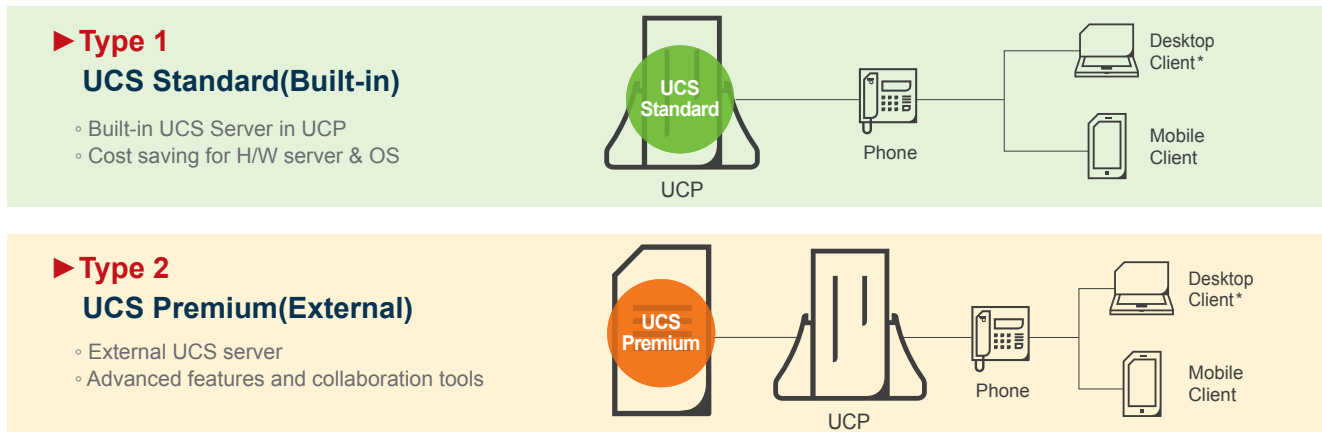 ►Type 1
UCS Standard(Built-in)
◦ Built-in UCS Server in UCP
◦ Cost saving for H/W server & OS
UCS
Standard
UCP
Phone
Desktop
Client*
Mobile
Client
►Type 2
UCS Premium(External)
◦ External UCS server
◦ Advanced features and collaboration tools
UCS
Premium
UCP
Phone
Desktop
Client*
Mobile
Client